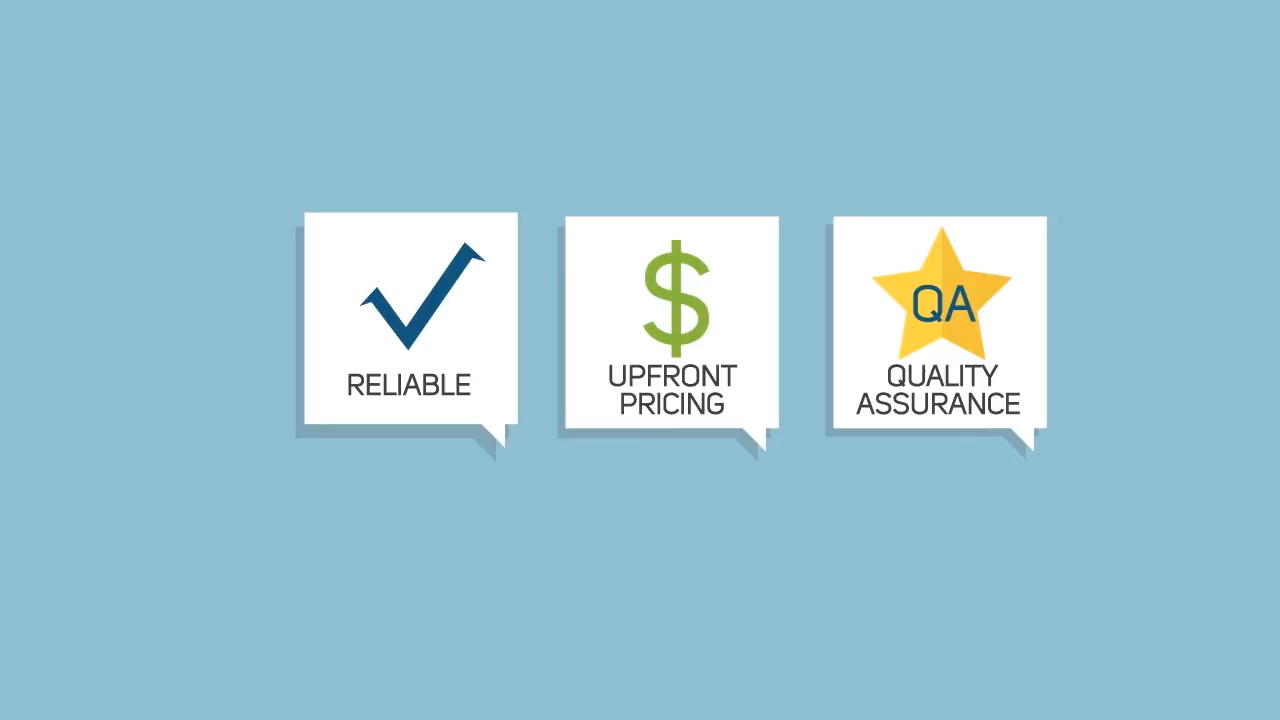 RELIABLE
$
UPFRONT
PRICING
QA
QUALITY
ASSURANCE